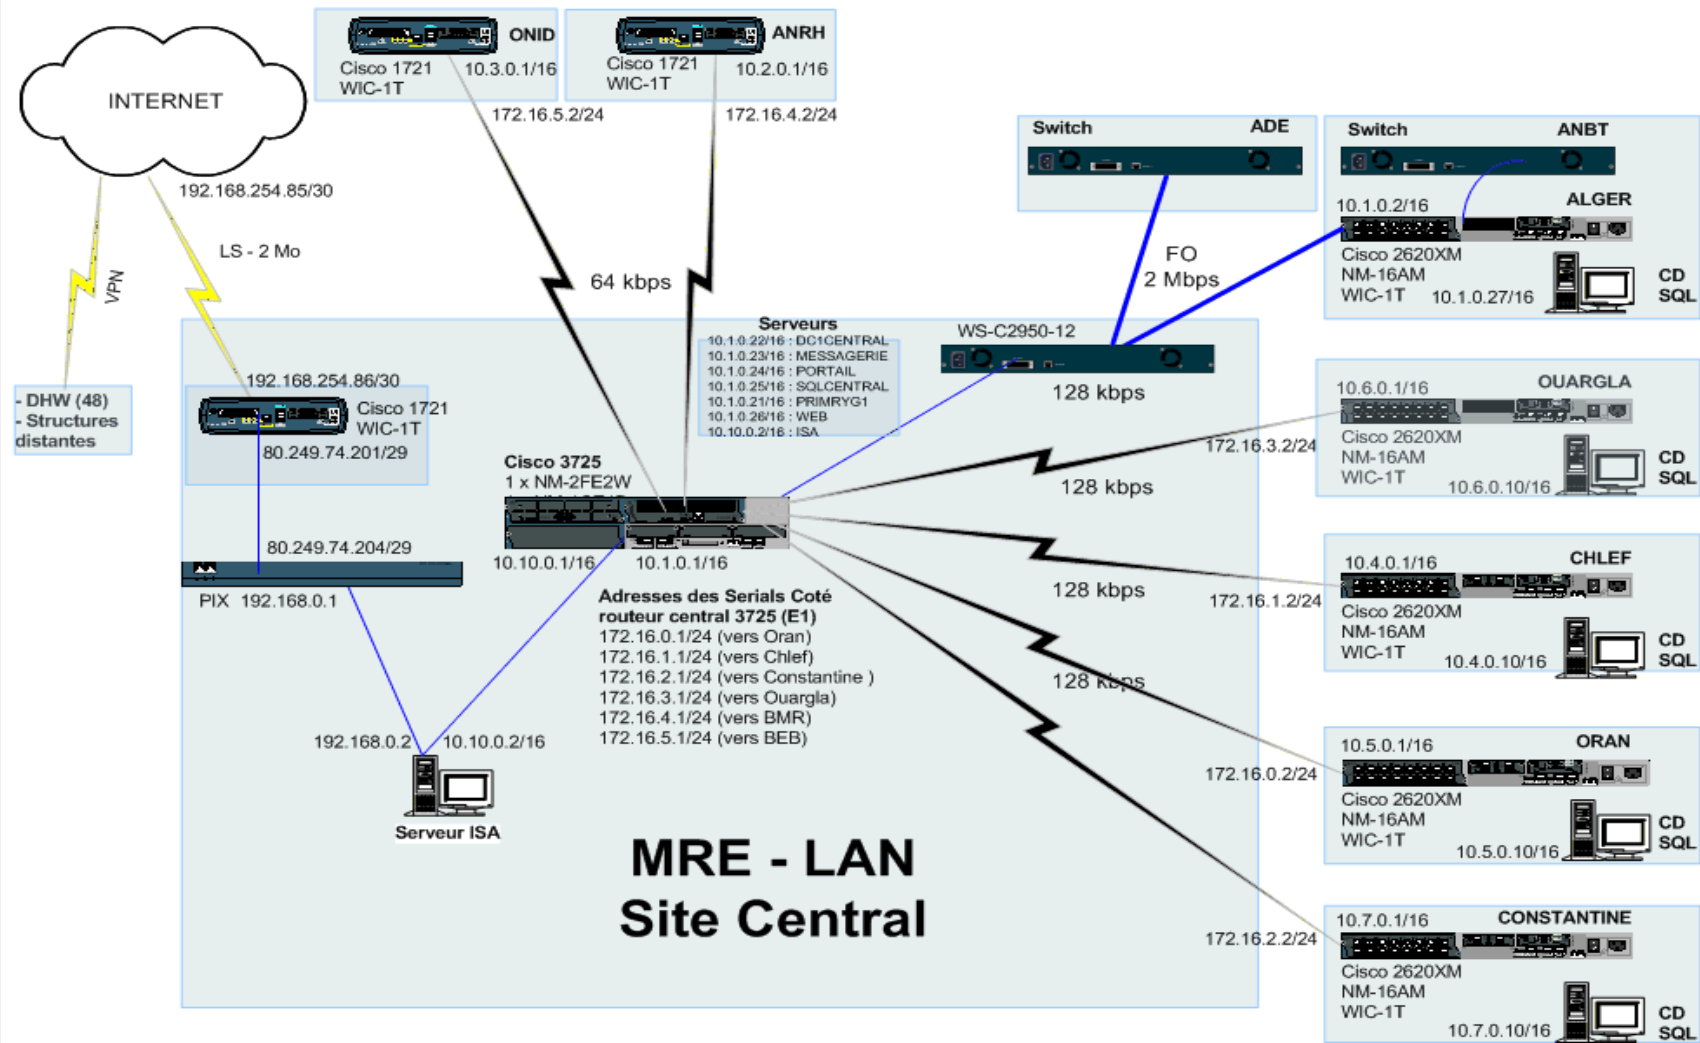 INTERNET
192.168.254.85/30
LS - 2 Mo
VPN
- DHW (48)
- Structures
distantes
ONID
Cisco 1721
WIC-1T
10.3.0.1/16
172.16.5.2/24
ANRH
Cisco 1721
WIC-1T
10.2.0.1/16
172.16.4.2/24
64 kbps
Switch
ADE
Switch
ANBT
ALGER
10.1.0.2/16
Cisco 2620XM
NM-16AM
WIC-1T
10.1.0.27/16
CD
SQL
FO
2 Mbps
192.168.254.86/30
Cisco 1721
WIC-1T
80.249.74.201/29
80.249.74.204/29
PIX 192.168.0.1
Serveurs
10.1.0.22/16 : DC1CENTRAL
10.1.0.23/16 : MESSAGERIE
10.1.0.24/16 : PORTAIL
10.1.0.25/16 : SQLCENTRAL
10.1.0.21/16 : PRIMRYG1
10.1.0.26/16 : WEB
10.10.0.2/16 : ISA
WS-C2950-12
128 kbps
Cisco 3725
1 x NM-2FE2W
10.10.0.1/16
10.1.0.1/16
Adresses des Serials Coté
routeur central 3725 (E1)
172.16.0.1/24 (vers Oran)
172.16.1.1/24 (vers Chlef)
172.16.2.1/24 (vers Constantine )
172.16.3.1/24 (vers Ouargla)
172.16.4.1/24 (vers BMR)
172.16.5.1/24 (vers BEB)
192.168.0.2
10.10.0.2/16
Serveur ISA
MRE - LAN
Site Central
128 kbps
128 kbps
128 kbps
OUARGLA
10.6.0.1/16
172.16.3.2/24
Cisco 2620XM
NM-16AM
WIC-1T
10.6.0.10/16
CD
SQL
CHLEF
10.4.0.1/16
172.16.1.2/24
Cisco 2620XM
NM-16AM
WIC-1T
10.4.0.10/16
CD
SQL
ORAN
10.5.0.1/16
172.16.0.2/24
Cisco 2620XM
NM-16AM
WIC-1T
10.5.0.10/16
CD
SQL
CONSTANTINE
10.7.0.1/16
172.16.2.2/24
Cisco 2620XM
NM-16AM
WIC-1T
10.7.0.10/16
CD
SQL